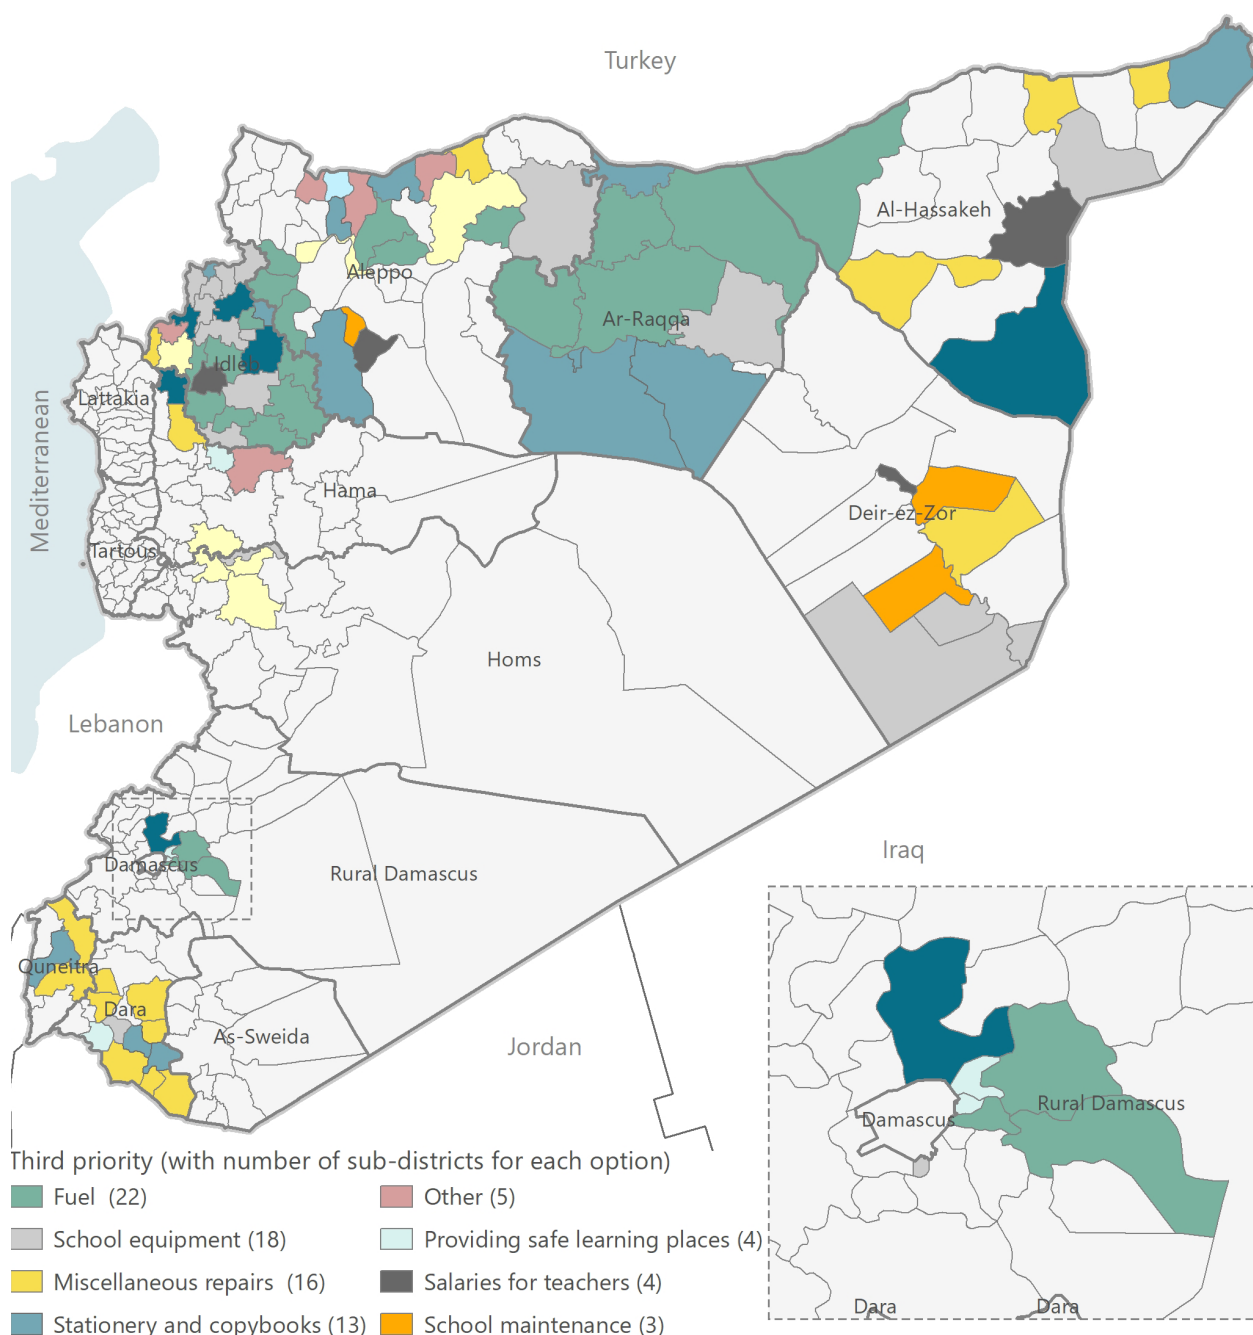 Turkey
Al-Hassakeh
Aleppo
Ar-Raqqa
Idleb
Lattakia
Mediterranean
Hama
Deir-ez-Zor
Tartous
Homs
Lebanon
Damascus
Rural Damascus
Iraq
Quneitra
Dara
As-Sweida
Jordan
Damascus
Rural Damascus
Dara
Dara
Third priority (with number of sub-districts for each option)
Fuel (22)
Other (5)
School equipment (18)
Providing safe learning places (4)
Miscellaneous repairs (16)
Salaries for teachers (4)
Stationery and copybooks (13)
School maintenance (3)